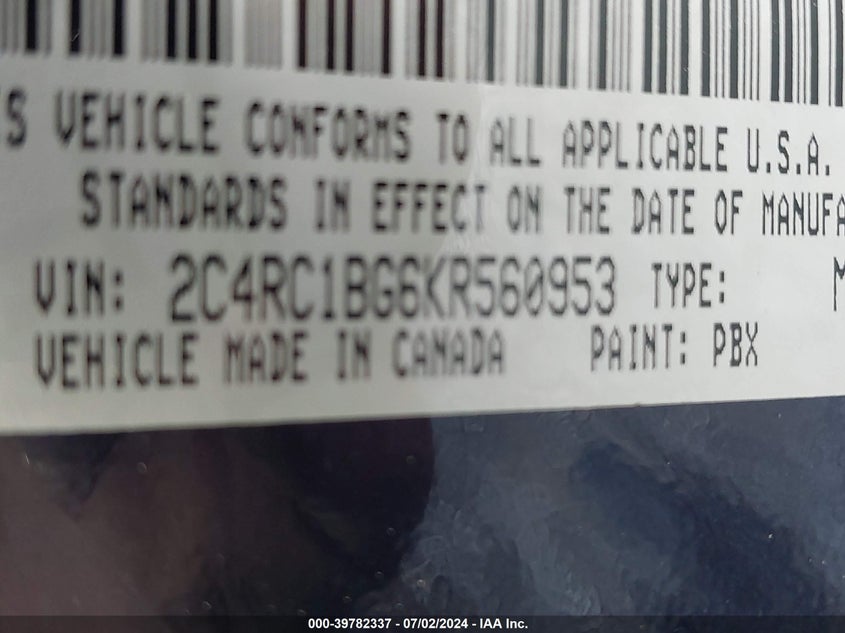 S VEHICLE CONFORMS TO ALL APPLICABLE U.S.A.
STANDARDS IN EFFECT ON THE DATE OF MANUFA
VIN: 2C4RC1BG6KR560953 TYPE: M
VEHICLE MADE IN CANADA PAINT: PBX
000-39782337 - 07/02/2024 - IAA Inc.